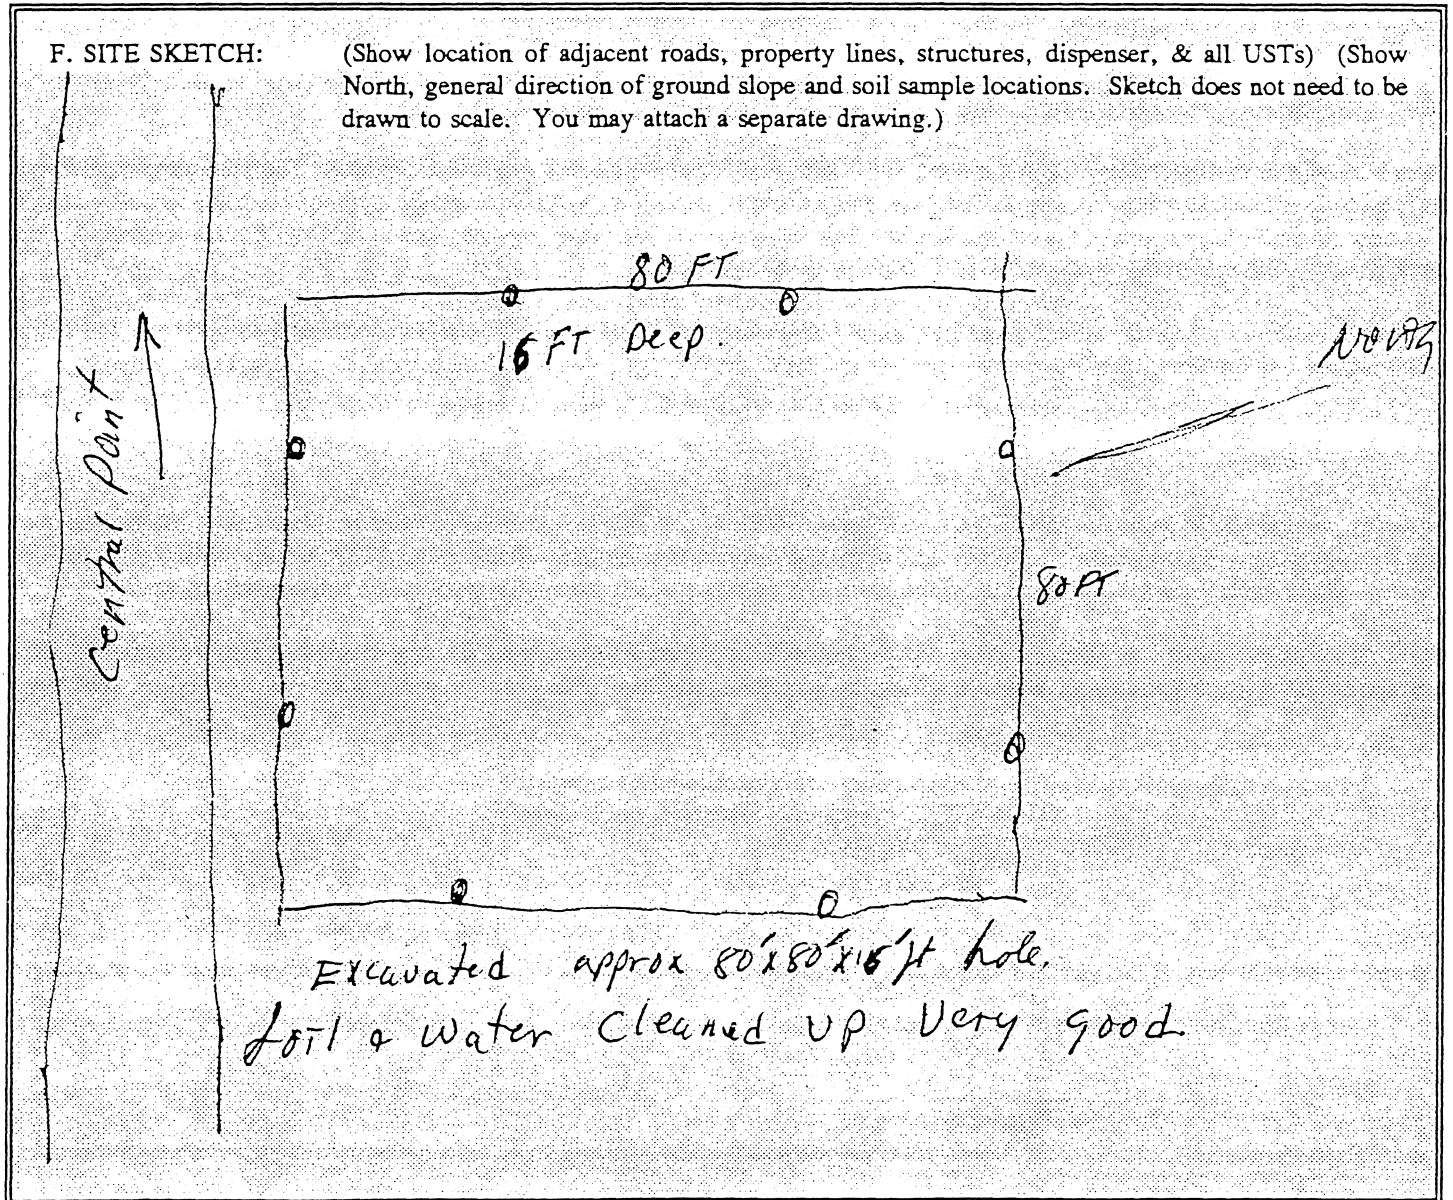 F. SITE SKETCH: (Show location of adjacent roads, property lines, structures, dispenser, & all USTs) (Show
North, general direction of ground slope and soil sample locations. Sketch does not need to be
drawn to scale. You may attach a separate drawing.)
80 FT
16 FT Deep.
North
Central Point
80 FT
Excavated approx 80'x80'x16' ft hole.
Soil & Water Cleaned up Very good